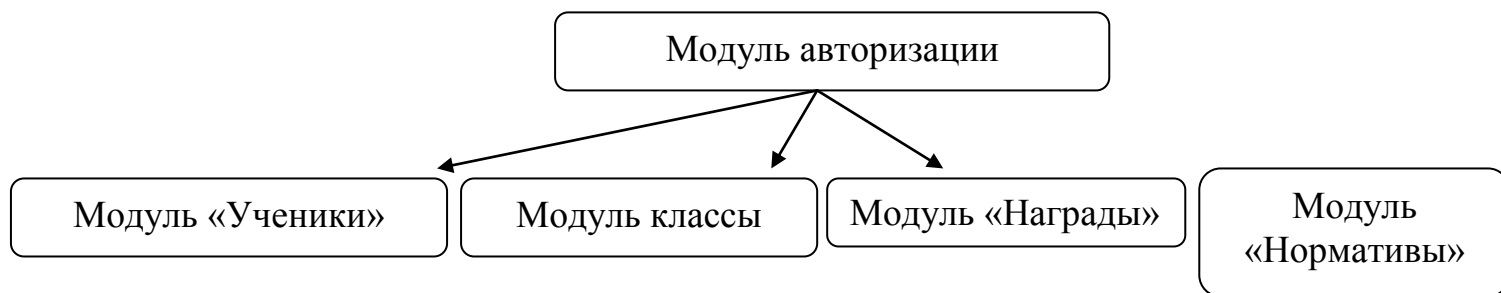 Модуль авторизации
Модуль «Ученики»
Модуль классы
Модуль «Награды»
Модуль
«Нормативы»